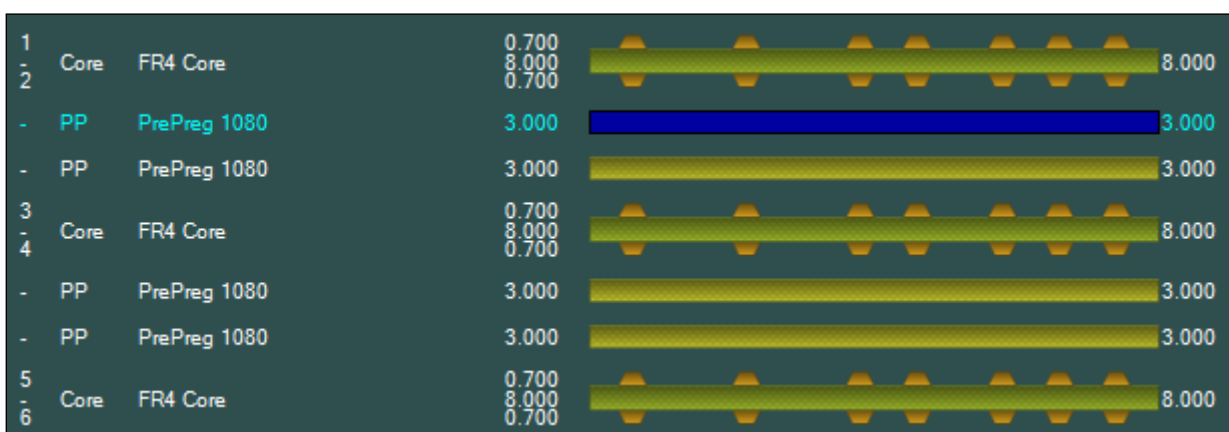 1 - 2 Core FR4 Core 0.700 8.000 0.700 8.000
- PP PrePreg 1080 3.000 3.000
- PP PrePreg 1080 3.000 3.000
3 - 4 Core FR4 Core 0.700 8.000 0.700 8.000
- PP PrePreg 1080 3.000 3.000
- PP PrePreg 1080 3.000 3.000
5 - 6 Core FR4 Core 0.700 8.000 0.700 8.000